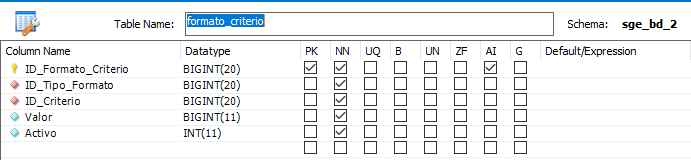 Table Name: formato_criterio Schema: sge_bd_2
Column Name Datatype PK NN UQ B UN ZF AI G Default/Expression
ID_Formato_Criterio BIGINT(20)
ID_Tipo_Formato BIGINT(20)
ID_Criterio BIGINT(20)
Valor BIGINT(11)
Activo INT(11)